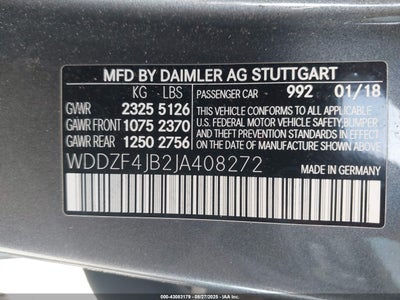 MFD BY DAIMLER AG STUTTGART
KG LBS PASSENGER CAR 992 01/18
GVWR 2325 5126 THIS VEHICLE CONFORMS TO ALL
GAWR FRONT 1075 2370 APPLICABLE FEDERAL MOTOR
GAWR REAR 1250 2756 VEHICLE SAFETY, BUMPER,
AND THEFT PREVENTION
STANDARDS IN EFFECT ON THE
DATE OF MANUFACTURE
SHOWN ABOVE.
WDDZF4JB2JA408272
MADE IN GERMANY
000-43083179 - 08/27/2025 - IAA Inc.